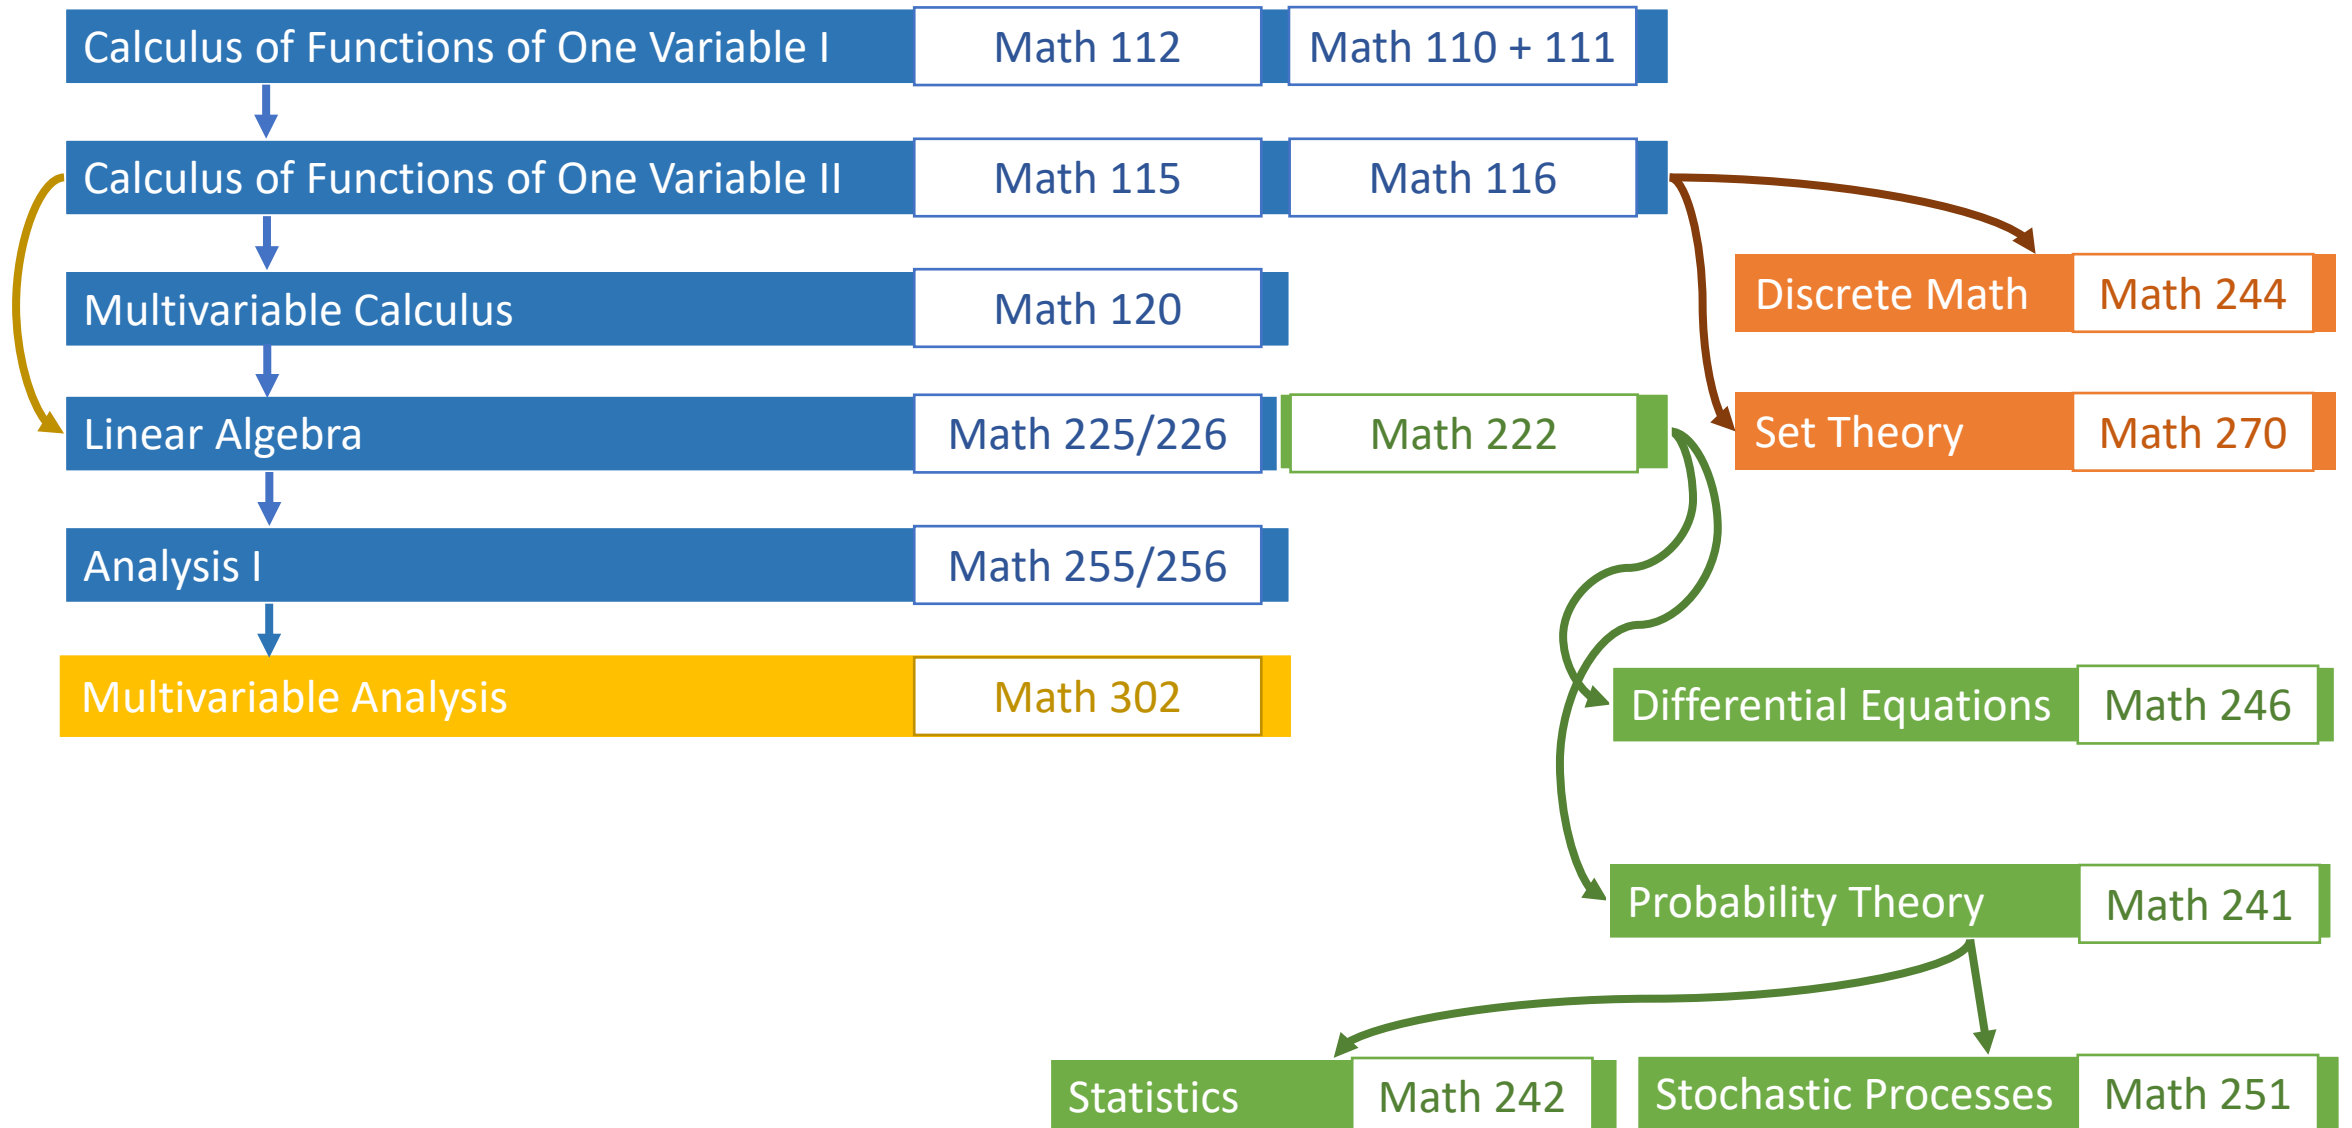 Calculus of Functions of One Variable I Math 112 Math 110 + 111
Calculus of Functions of One Variable II Math 115 Math 116
Multivariable Calculus Math 120
Discrete Math Math 244
Linear Algebra Math 225/226 Math 222
Set Theory Math 270
Analysis I Math 255/256
Multivariable Analysis Math 302
Differential Equations Math 246
Probability Theory Math 241
Statistics Math 242
Stochastic Processes Math 251